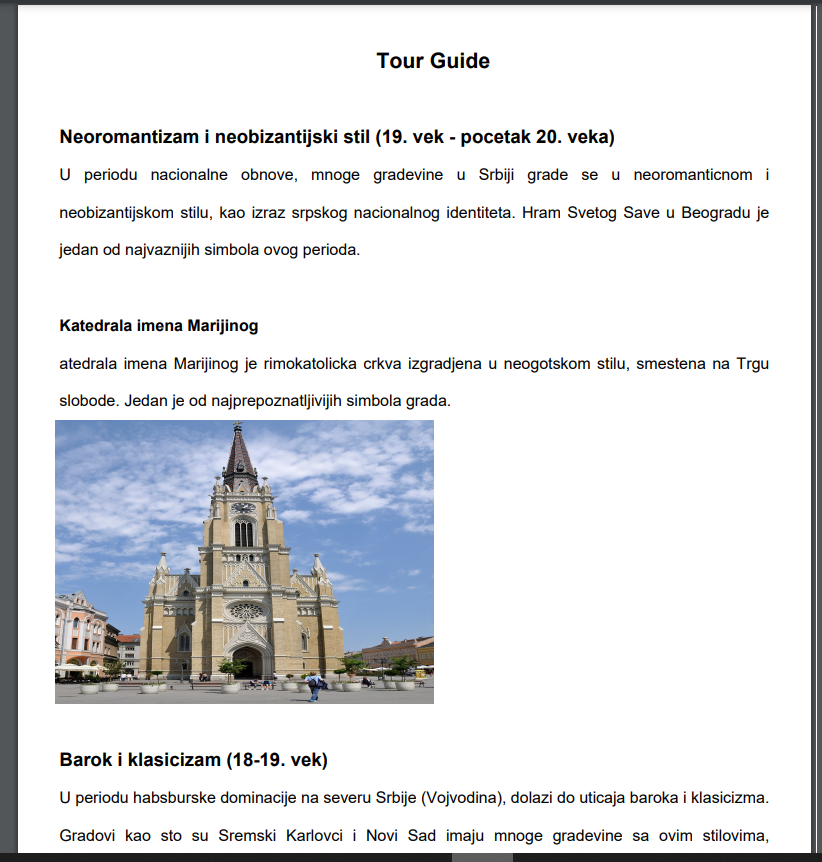 Tour Guide
Neoromantizam i neobizantijski stil (19. vek - pocetak 20. veka)
U periodu nacionalne obnove, mnoge gradevine u Srbiji grade se u neoromanticnom i
neobizantijskom stilu, kao izraz srpskog nacionalnog identiteta. Hram Svetog Save u Beogradu je
jedan od najvaznijih simbola ovog perioda.
Katedrala imena Marijinog
atedrala imena Marijinog je rimokatolicka crkva izgradjena u neogotskom stilu, smestena na Trgu
slobode. Jedan je od najprepoznatljivijih simbola grada.
Barok i klasicizam (18-19. vek)
U periodu habsburske dominacije na severu Srbije (Vojvodina), dolazi do uticaja baroka i klasicizma.
Gradovi kao sto su Sremski Karlovci i Novi Sad imaju mnoge gradevine sa ovim stilovima,